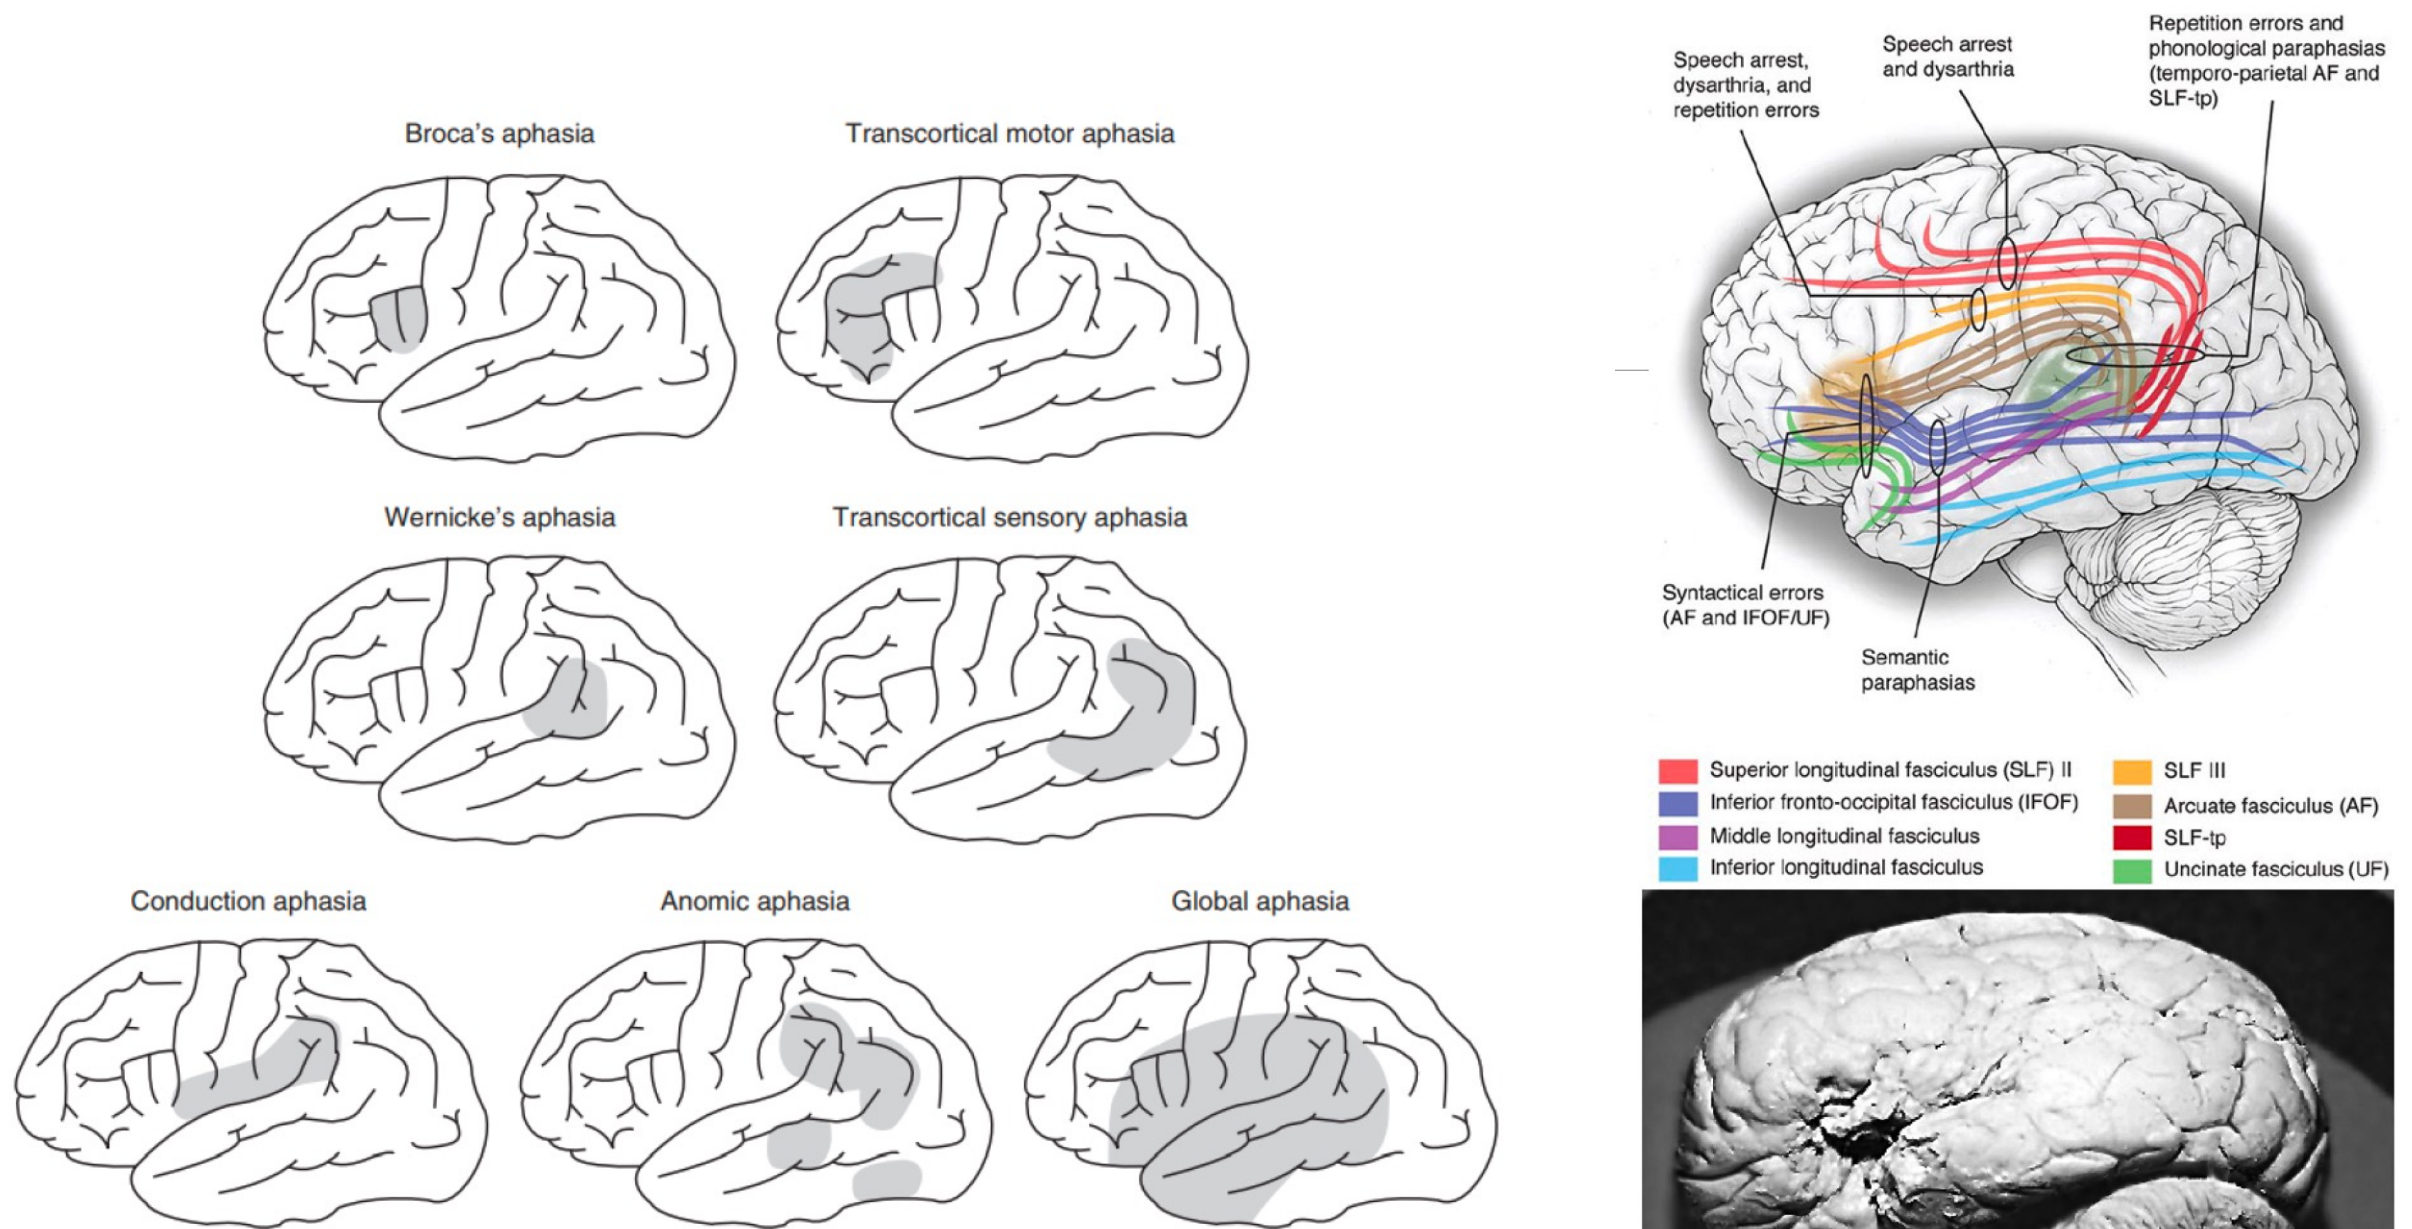 Broca's aphasia
Transcortical motor aphasia
Wernicke's aphasia
Transcortical sensory aphasia
Conduction aphasia
Anomic aphasia
Global aphasia
Speech arrest,
dysarthria, and
repetition errors
Speech arrest
and dysarthria
Repetition errors and
phonological paraphasias
(temporo-parietal AF and
SLF-tp)
Syntactical errors
(AF and IFOF/UF)
Semantic
paraphasias
Superior longitudinal fasciculus (SLF) II
Inferior fronto-occipital fasciculus (IFOF)
Middle longitudinal fasciculus
Inferior longitudinal fasciculus
SLF III
Arcuate fasciculus (AF)
SLF-tp
Uncinate fasciculus (UF)